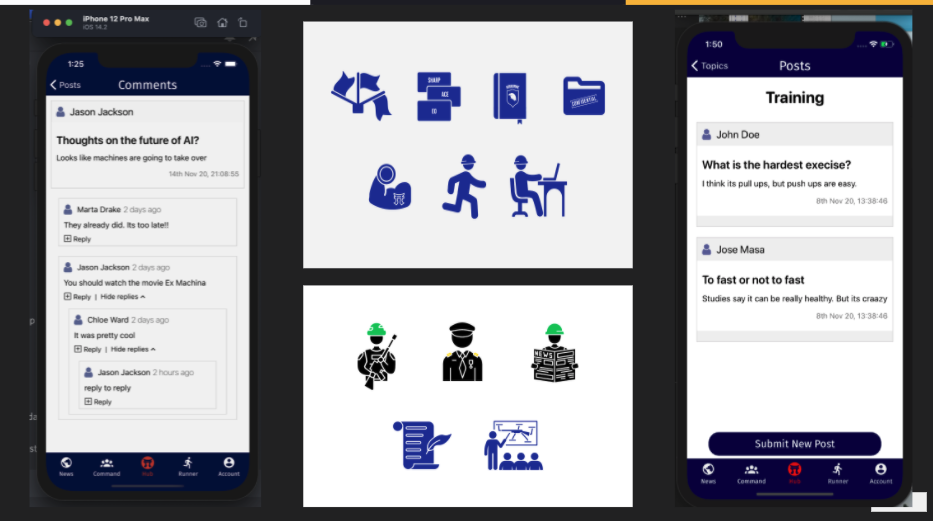 iPhone 12 Pro Max
iOS 14.2
1:25
Posts
Comments
Jason Jackson
Thoughts on the future of AI?
Looks like machines are going to take over
14th Nov 20, 21:08:55
Marta Drake 2 days ago
They already did. Its too late!!
Reply
Jason Jackson 2 days ago
You should watch the movie Ex Machina
Reply | Hide replies
Chloe Ward 2 days ago
It was pretty cool
Reply | Hide replies
Jason Jackson 2 hours ago
reply to reply
Reply
News
Command
Hub
Runner
Account
SHARP
ACE
CONFIDENTIAL
NEWS
1:50
Topics
Posts
Training
John Doe
What is the hardest execise?
I think its pull ups, but push ups are easy.
8th Nov 20, 13:38:46
Jose Masa
To fast or not to fast
Studies say it can be really healthy. But its craazy
8th Nov 20, 13:38:46
Submit New Post
News
Command
Hub
Runner
Account